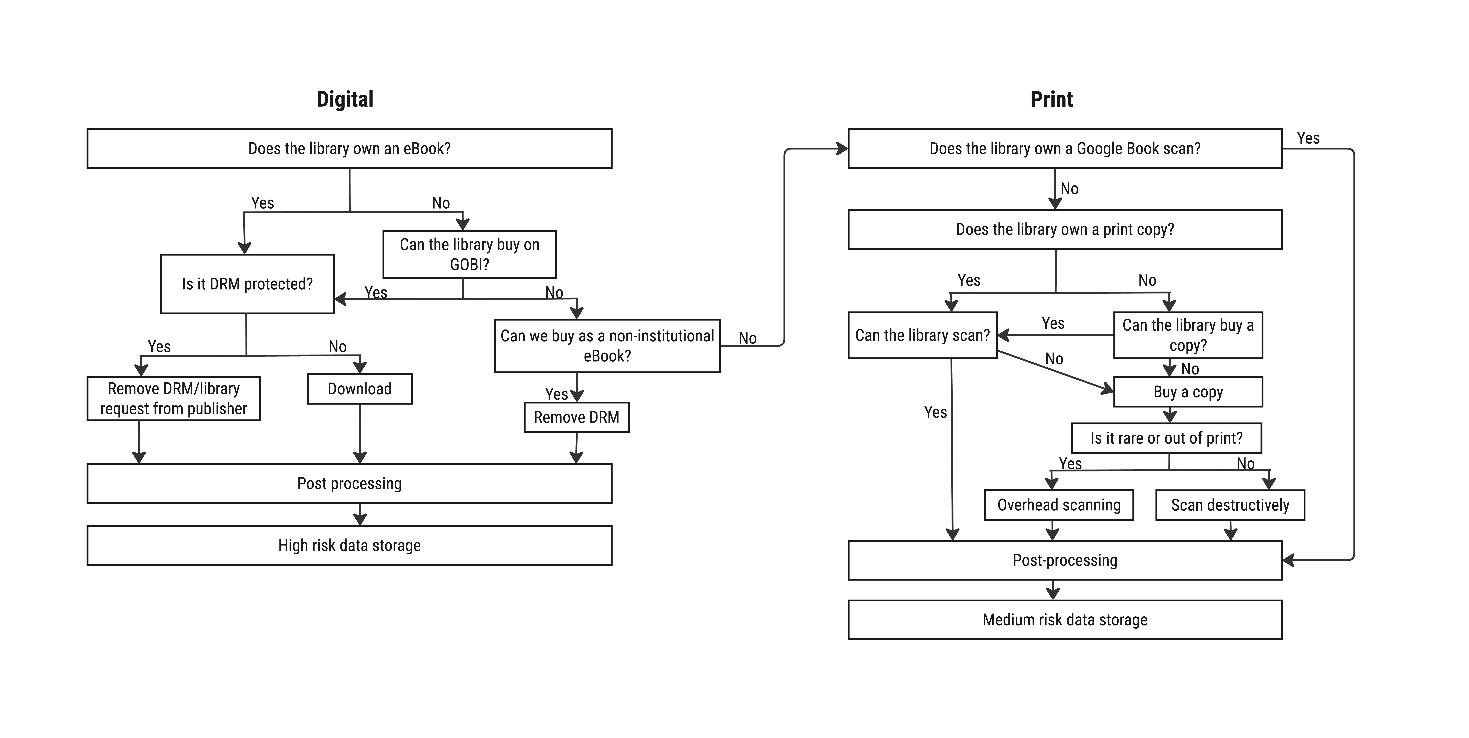 Digital
Does the library own an eBook?
Yes
No
Can the library buy on
GOBI?
Is it DRM protected?
Yes
No
Can we buy as a non-institutional
eBook?
No
Yes
No
Remove DRM/library
request from publisher
Download
Yes
Remove DRM
Post processing
High risk data storage
Print
Does the library own a Google Book scan?
Yes
No
Does the library own a print copy?
Yes
No
Can the library scan?
Yes
Can the library buy a
copy?
No
No
Buy a copy
Yes
Is it rare or out of print?
Yes
No
Overhead scanning
Scan destructively
Post-processing
Medium risk data storage